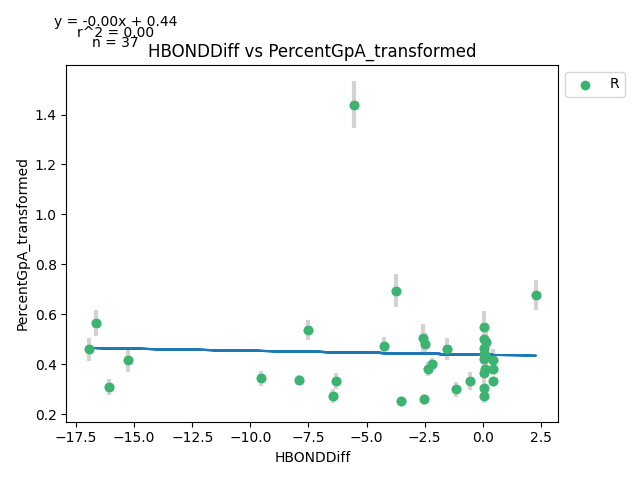 y = -0.00x + 0.44
r^2 = 0.00
n = 37
HBONDDiff vs PercentGpA_transformed
R
PercentGpA_transformed
1.4
1.2
1.0
0.8
0.6
0.4
0.2
−17.5 −15.0 −12.5 −10.0 −7.5 −5.0 −2.5 0.0 2.5
HBONDDiff